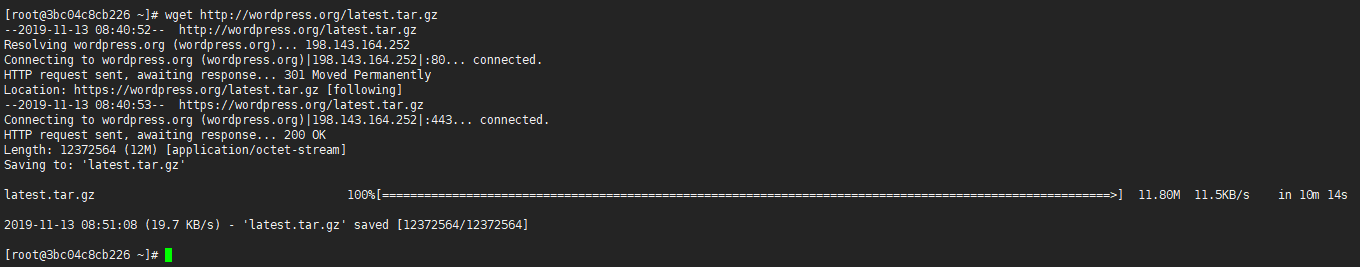 [root@3bc04c8cb226 ~]# wget http://wordpress.org/latest.tar.gz
--2019-11-13 08:40:52--  http://wordpress.org/latest.tar.gz
Resolving wordpress.org (wordpress.org)... 198.143.164.252
Connecting to wordpress.org (wordpress.org)|198.143.164.252|:80... connected.
HTTP request sent, awaiting response... 301 Moved Permanently
Location: https://wordpress.org/latest.tar.gz [following]
--2019-11-13 08:40:53--  https://wordpress.org/latest.tar.gz
Connecting to wordpress.org (wordpress.org)|198.143.164.252|:443... connected.
HTTP request sent, awaiting response... 200 OK
Length: 12372564 (12M) [application/octet-stream]
Saving to: 'latest.tar.gz'
latest.tar.gz 100%[========================================================================================================>] 11.80M 11.5KB/s in 10m 14s
2019-11-13 08:51:08 (19.7 KB/s) - 'latest.tar.gz' saved [12372564/12372564]
[root@3bc04c8cb226 ~]#